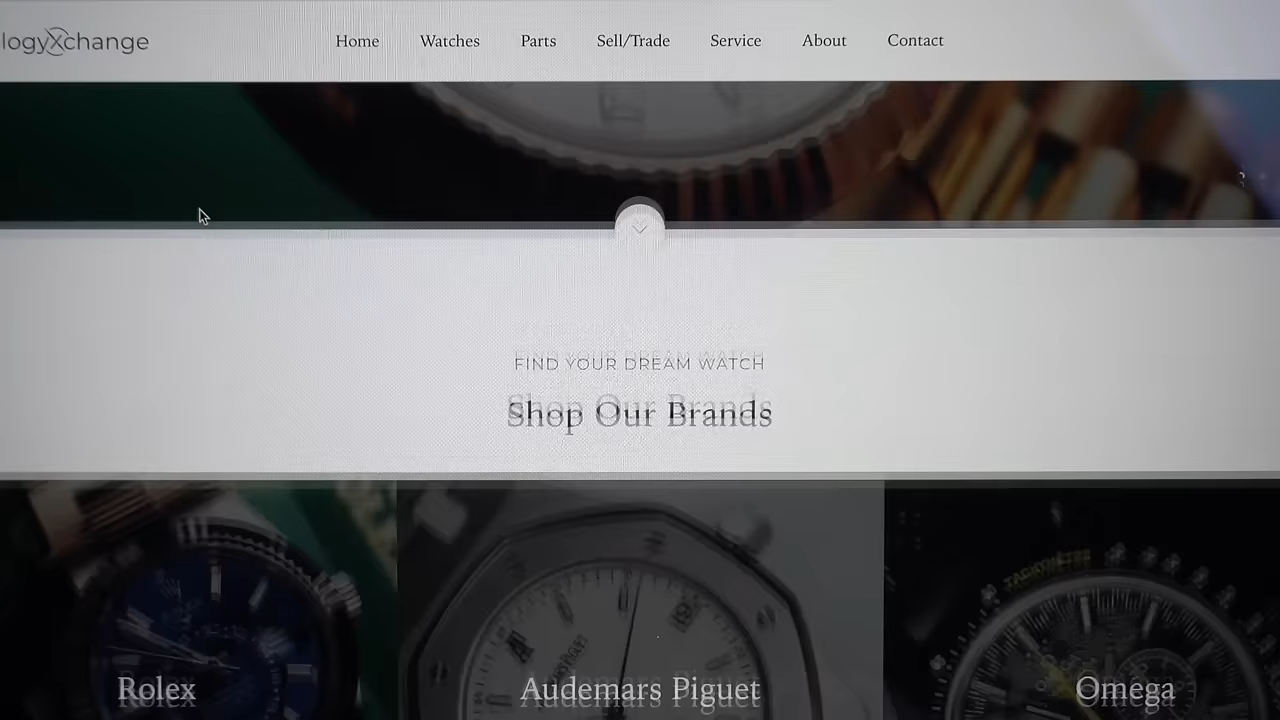 logyXchange
Home Watches Parts Sell/Trade Service About Contact
FIND YOUR DREAM WATCH
Shop Our Brands
TACHYMÈTRE
Rolex Audemars Piguet Omega